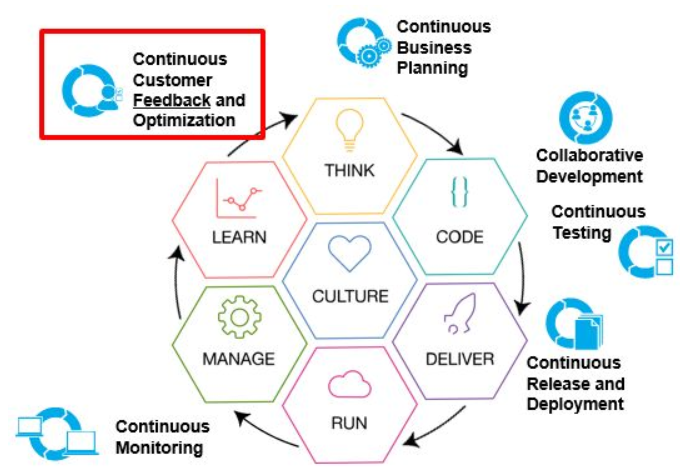 Continuous
Business
Planning
Continuous
Customer
Feedback and
Optimization
THINK
Collaborative
Development
LEARN
CODE
Continuous
Testing
CULTURE
MANAGE
DELIVER
Continuous
Release and
Deployment
RUN
Continuous
Monitoring